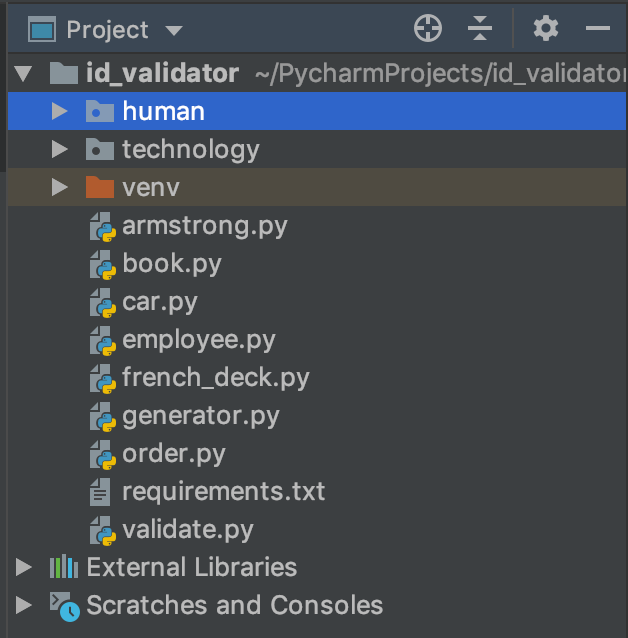 Project
id_validator ~/PycharmProjects/id_validator
human
technology
venv
armstrong.py
book.py
car.py
employee.py
french_deck.py
generator.py
order.py
requirements.txt
validate.py
External Libraries
Scratches and Consoles